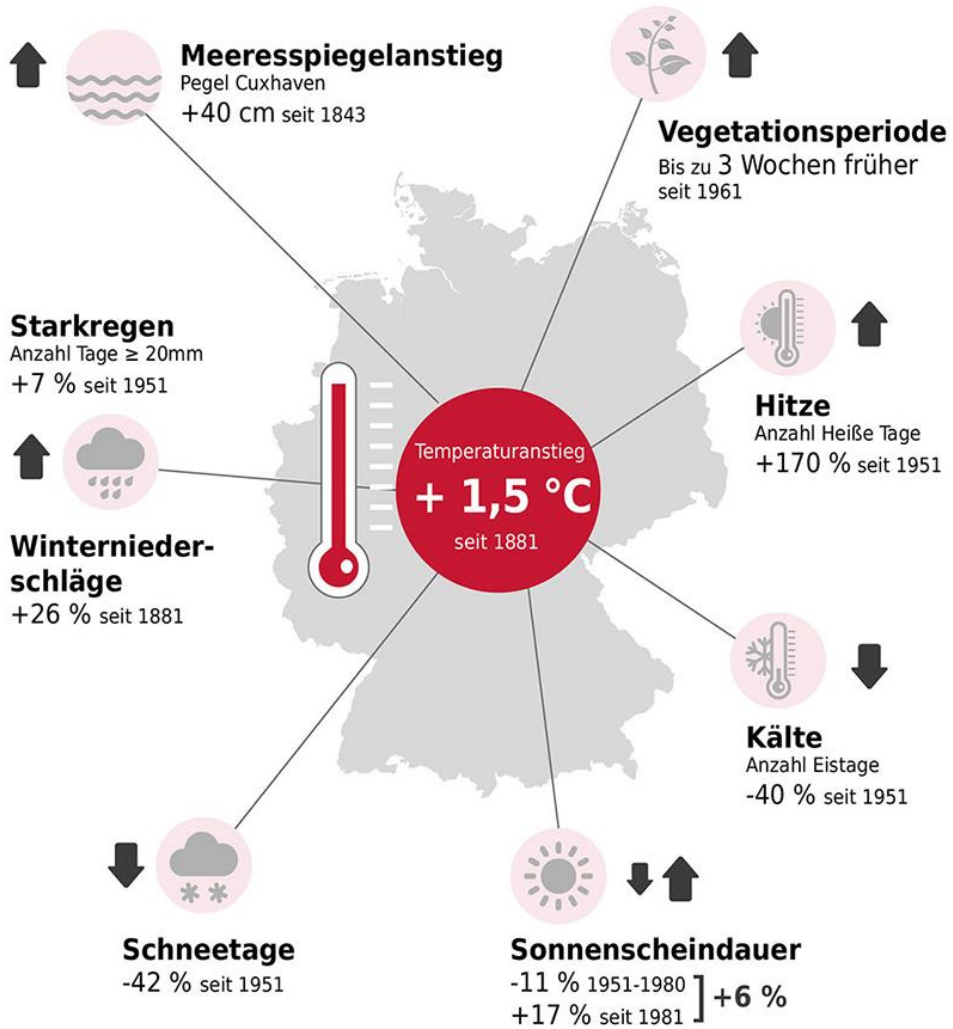 Meeresspiegelanstieg
Pegel Cuxhaven
+40 cm seit 1843
Vegetationsperiode
Bis zu 3 Wochen früher
seit 1961
Starkregen
Anzahl Tage ≥ 20mm
+7 % seit 1951
Hitze
Anzahl Heiße Tage
+170 % seit 1951
Temperaturanstieg
+ 1,5 °C
seit 1881
Winternieder-
schläge
+26 % seit 1881
Kälte
Anzahl Eistage
-40 % seit 1951
Schneetage
-42 % seit 1951
Sonnenscheindauer
-11 % 1951-1980
+17 % seit 1981
+6 %